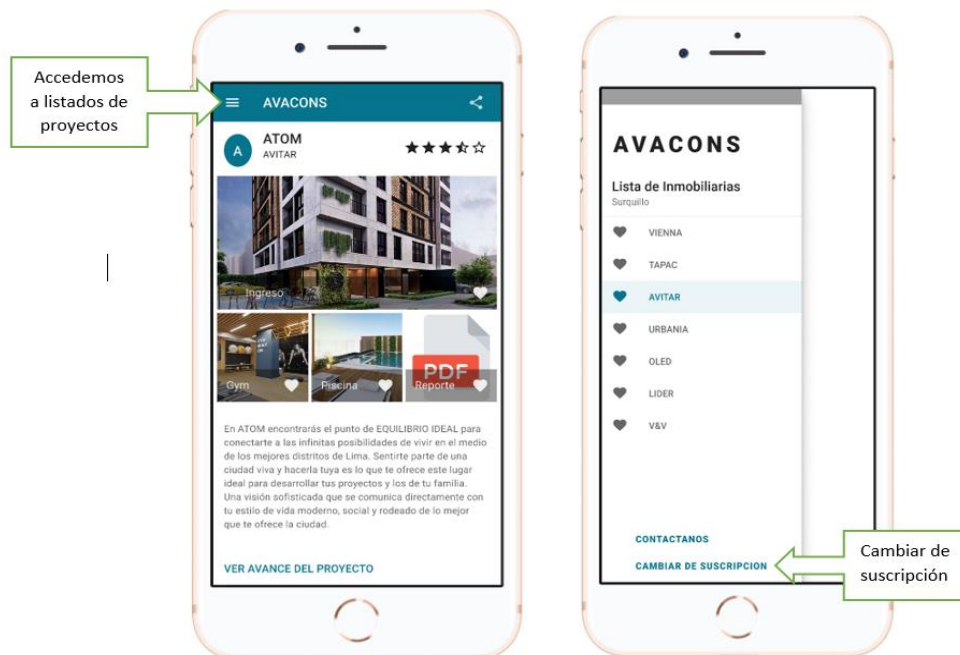 Accedemos
a listados de
proyectos
AVACONS
A
ATOM
AVITAR
Ingreso
Gym
Piscina
PDF
Reporte
En ATOM encontrarás el punto de EQUILIBRIO IDEAL para
conectarte a las infinitas posibilidades de vivir en el medio
de los mejores distritos de Lima. Sentirte parte de una
ciudad viva y hacerla tuya es lo que te ofrece este lugar
ideal para desarrollar tus proyectos y los de tu familia.
Una visión sofisticada que se comunica directamente con
tu estilo de vida moderno, social y rodeado de lo mejor
que te ofrece la ciudad.
VER AVANCE DEL PROYECTO
AVACONS
Lista de Inmobiliarias
Surquillo
VIENNA
TAPAC
AVITAR
URBANIA
OLED
LIDER
V&V
CONTACTANOS
CAMBIAR DE SUSCRIPCION
Cambiar de
suscripción